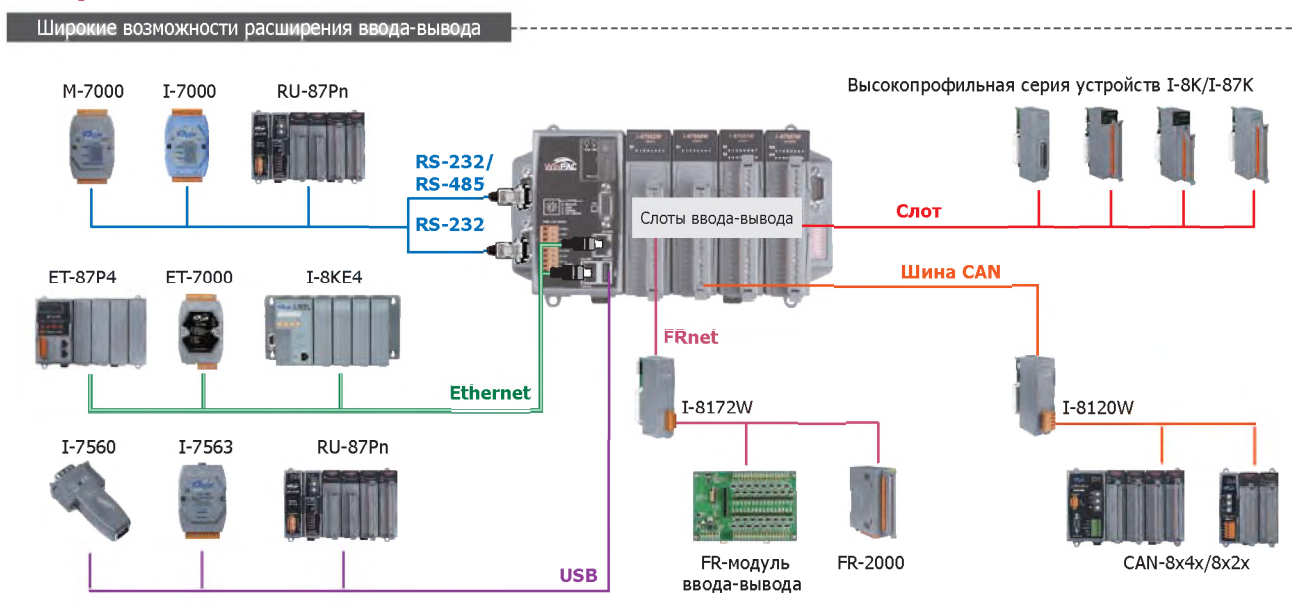 Широкие возможности расширения ввода-вывода
M-7000
I-7000
RU-87Pn
Высокопрофильная серия устройств I-8K/I-87K
RS-232/
RS-485
RS-232
WinPAC
Слоты ввода-вывода
Слот
Шина CAN
ET-87P4
ET-7000
I-8KE4
FRnet
Ethernet
I-8172W
I-8120W
I-7560
I-7563
RU-87Pn
USB
FR-модуль
ввода-вывода
FR-2000
CAN-8x4x/8x2x